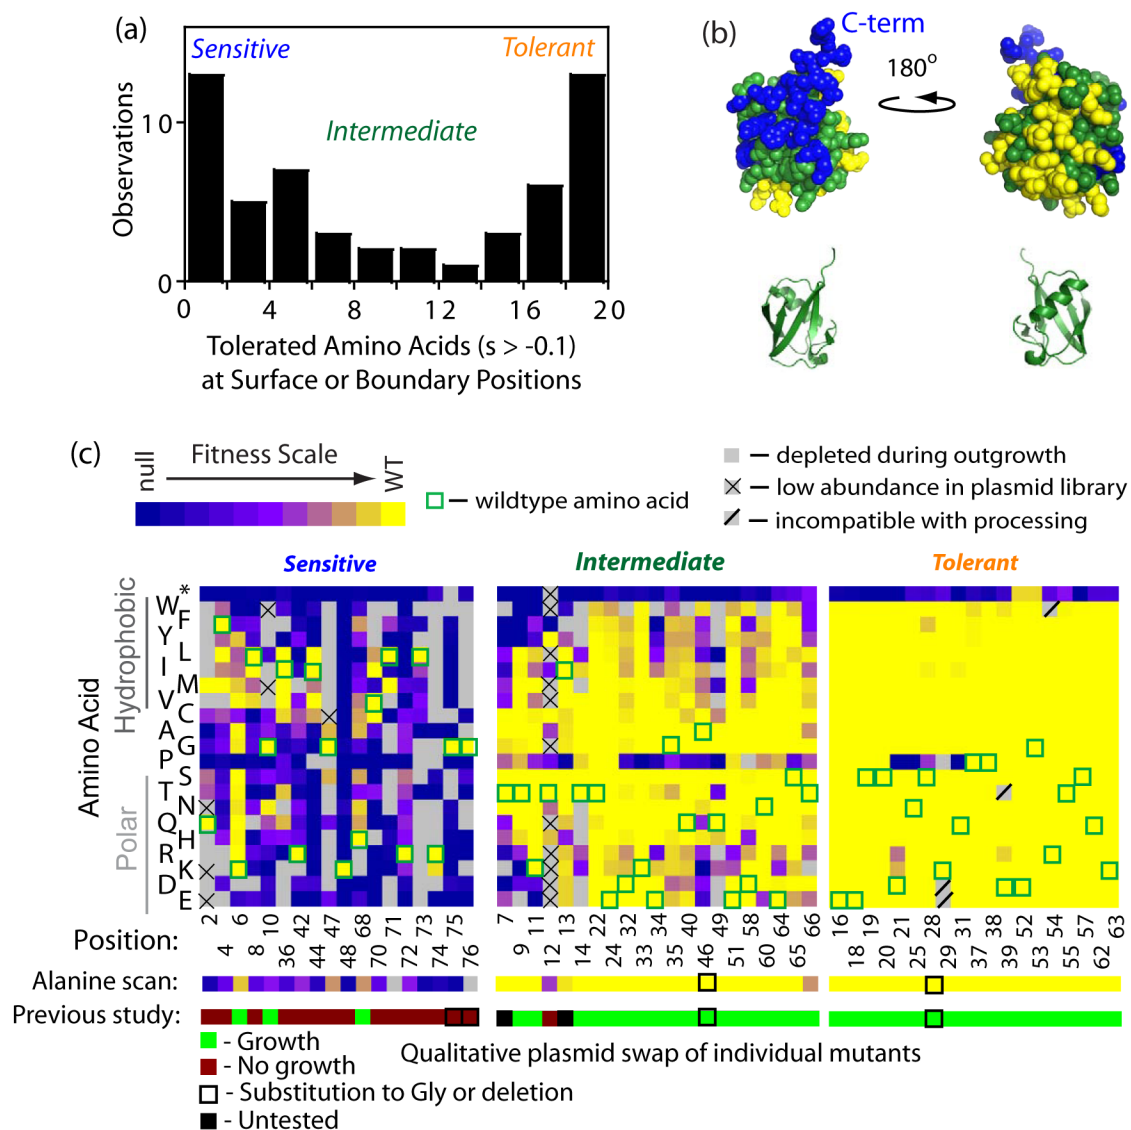 (a)
Sensitive
Tolerant
Intermediate
Observations
10
0
0
4
8
12
16
20
Tolerated Amino Acids (s > -0.1)
at Surface or Boundary Positions
(b)
C-term
180°
(c)
null
Fitness Scale
WT
— wildtype amino acid
— depleted during outgrowth
— low abundance in plasmid library
— incompatible with processing
Sensitive
Intermediate
Tolerant
Amino Acid
Hydrophobic
Polar
*
W
F
Y
L
I
M
V
C
A
G
P
S
T
N
Q
H
R
K
D
E
Position:
2 4 6 8 10 36 42 44 47 48 68 70 71 72 73 74 75 76
7 9 11 12 13 14 22 24 32 33 34 35 40 46 49 51 58 60 64 65 66
16 18 19 20 21 28 29 31 37 38 39 52 53 54 55 57 62 63
Alanine scan:
Previous study:
- Growth
- No growth
- Substitution to Gly or deletion
- Untested
Qualitative plasmid swap of individual mutants